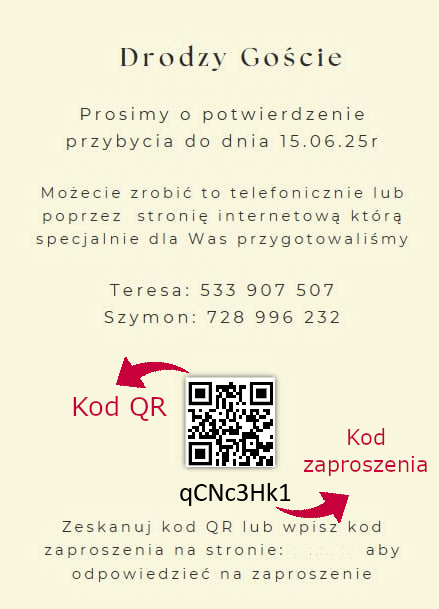 Drodzy Goście
Prosimy o potwierdzenie
przybycia do dnia 15.06.25r
Możecie zrobić to telefonicznie lub
poprzez stronię internetową którą
specjalnie dla Was przygotowaliśmy
Teresa: 533 907 507
Szymon: 728 996 232
Kod QR
Kod
zaproszenia
qCNc3Hk1
Zeskanuj kod QR lub wpisz kod
zaproszenia na stronie: aby
odpowiedzieć na zaproszenie